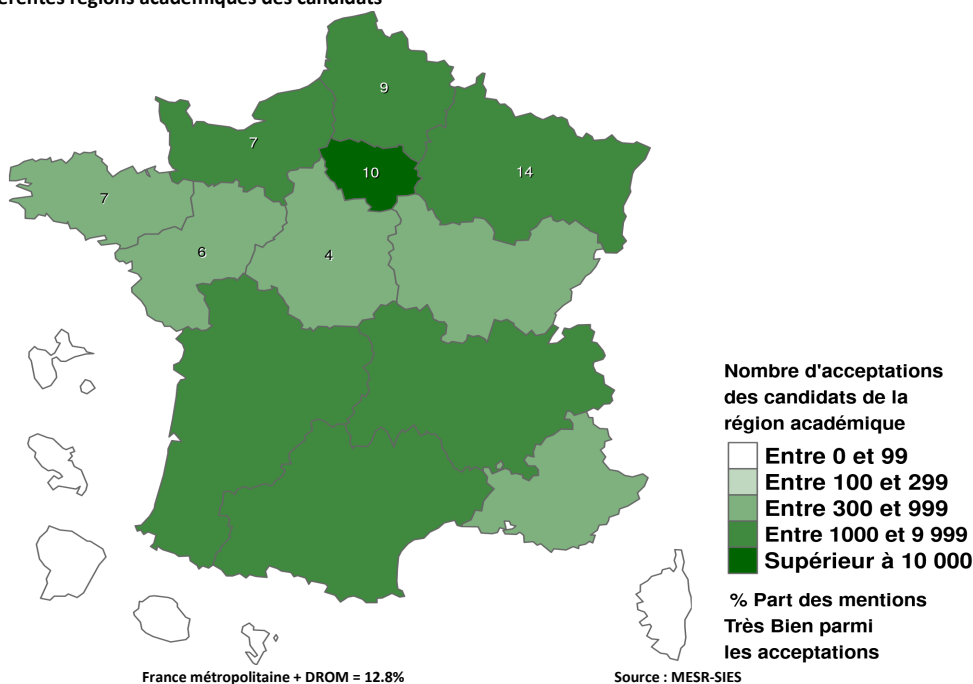 érentes régions académiques des candidats
9
7
10
14
7
6
4
Nombre d'acceptations
des candidats de la
région académique
Entre 0 et 99
Entre 100 et 299
Entre 300 et 999
Entre 1000 et 9 999
Supérieur à 10 000
% Part des mentions
Très Bien parmi
les acceptations
France métropolitaine + DROM = 12.8%
Source : MESR-SIES